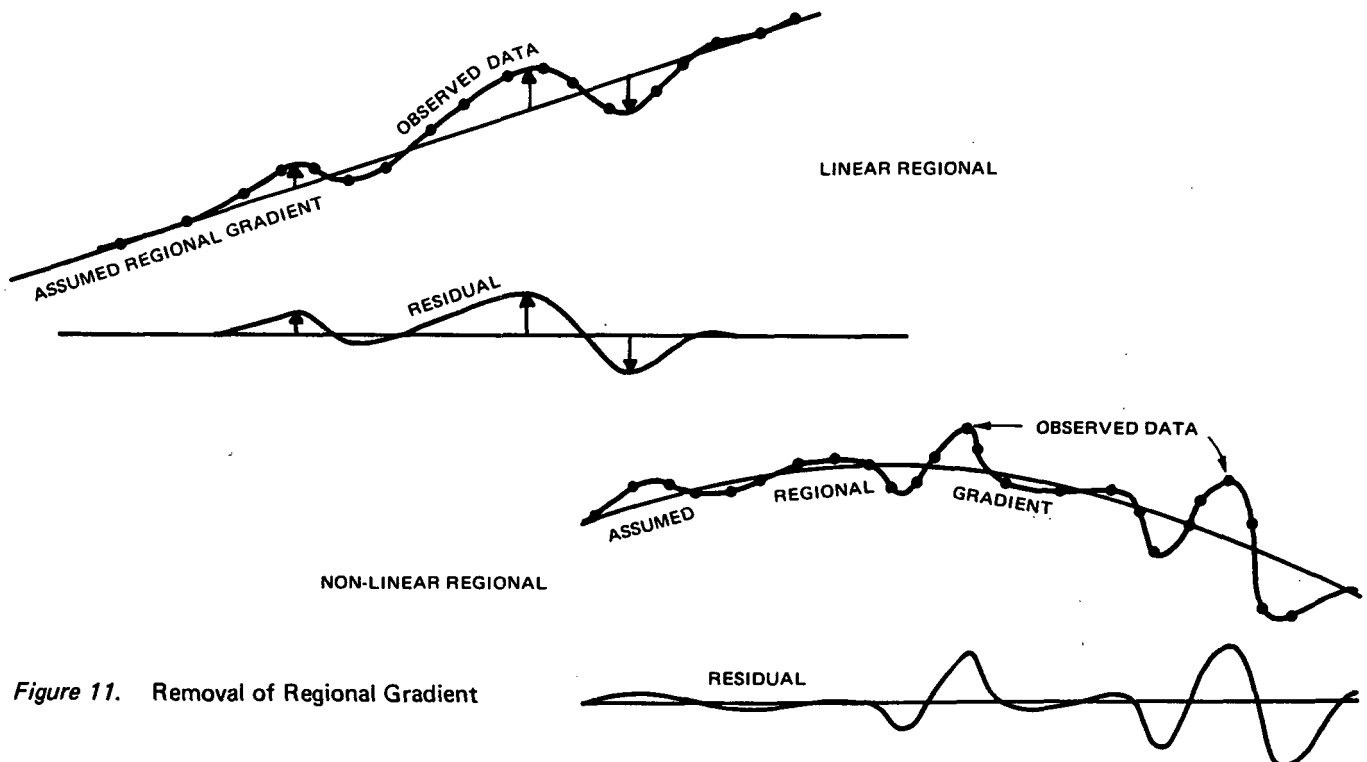 OBSERVED DATA
LINEAR REGIONAL
ASSUMED REGIONAL GRADIENT
RESIDUAL
OBSERVED DATA
ASSUMED REGIONAL GRADIENT
NON-LINEAR REGIONAL
RESIDUAL
Figure 11. Removal of Regional Gradient